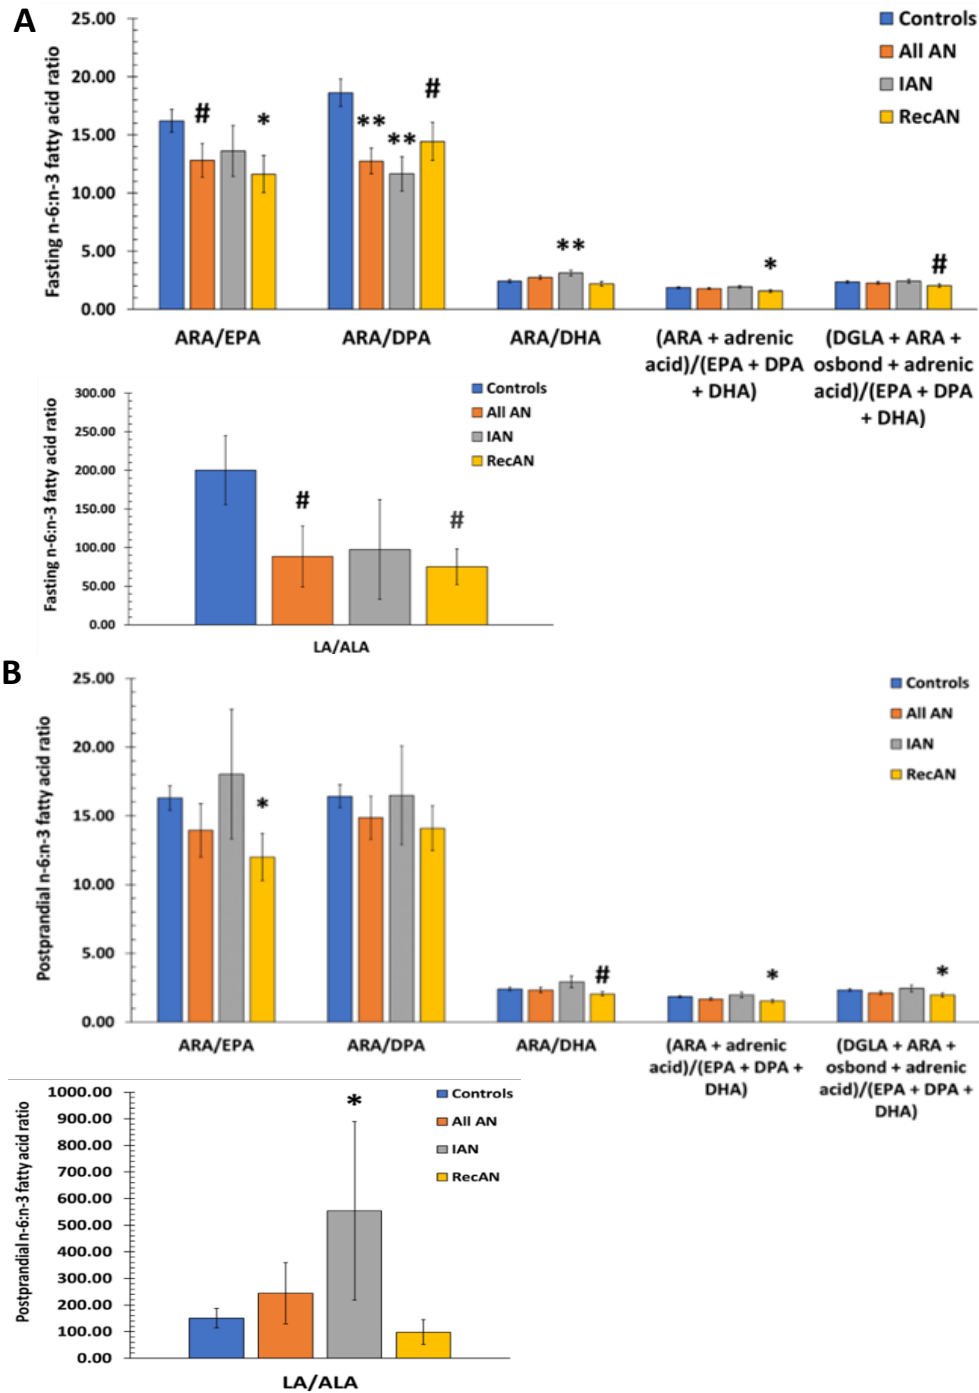 A
Fasting n-6:n-3 fatty acid ratio
25.00
20.00
15.00
10.00
5.00
0.00
# *
** ** #
**
*
#
Controls
All AN
IAN
RecAN
ARA/EPA ARA/DPA ARA/DHA (ARA + adrenic (DGLA + ARA +
acid)/(EPA + DPA osbond + adrenic
+ DHA) acid)/(EPA + DPA
+ DHA)
Fasting n-6:n-3 fatty acid ratio
300.00
250.00
200.00
150.00
100.00
50.00
0.00
# #
Controls
All AN
IAN
RecAN
LA/ALA
B
Postprandial n-6:n-3 fatty acid ratio
25.00
20.00
15.00
10.00
5.00
0.00
*
#
*
*
Controls
All AN
IAN
RecAN
ARA/EPA ARA/DPA ARA/DHA (ARA + adrenic (DGLA + ARA +
acid)/(EPA + DPA + osbond + adrenic
DHA) acid)/(EPA + DPA +
DHA)
Postprandial n-6:n-3 fatty acid ratio
1000.00
900.00
800.00
700.00
600.00
500.00
400.00
300.00
200.00
100.00
0.00
*
Controls
All AN
IAN
RecAN
LA/ALA